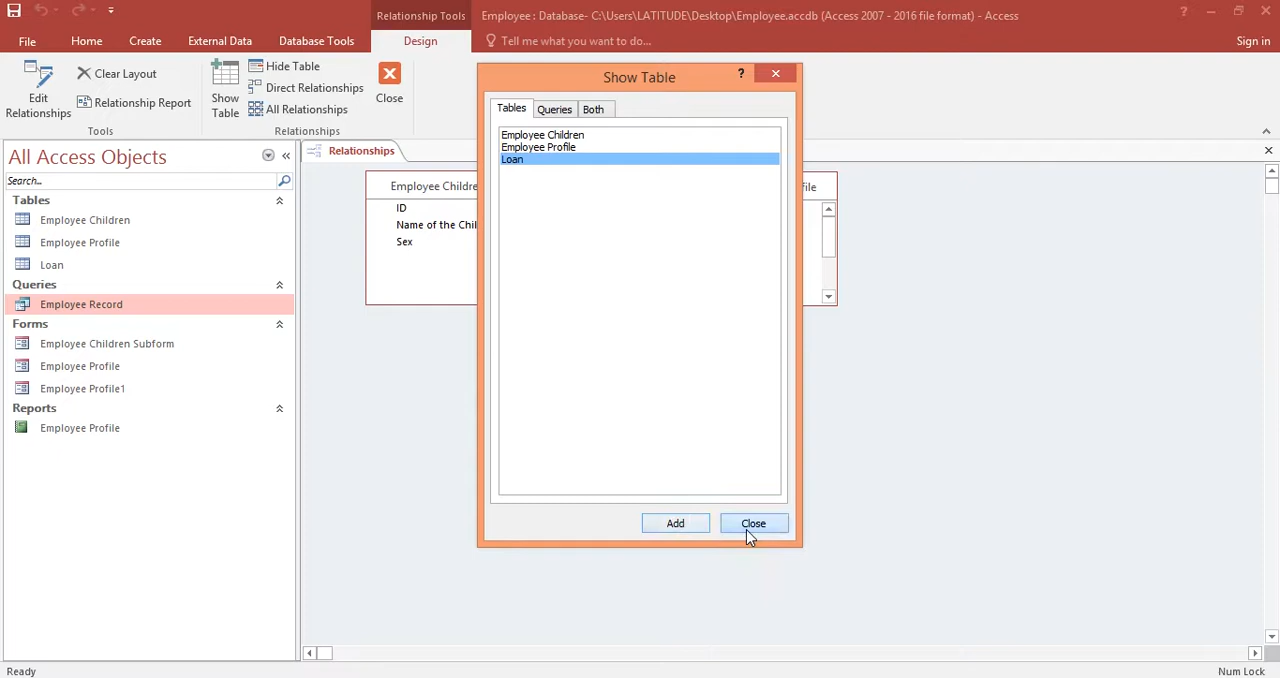 Relationship Tools
Employee : Database- C:\Users\LATITUDE\Desktop\Employee.accdb (Access 2007 - 2016 file format) - Access
?
File
Home
Create
External Data
Database Tools
Design
Tell me what you want to do...
Sign in
Edit
Relationships
Clear Layout
Relationship Report
Tools
Show
Table
Hide Table
Direct Relationships
All Relationships
Relationships
Close
All Access Objects
Search...
Tables
Employee Children
Employee Profile
Loan
Queries
Employee Record
Forms
Employee Children Subform
Employee Profile
Employee Profile1
Reports
Employee Profile
Relationships
Employee Childre
ID
Name of the Chil
Sex
file
Show Table
?
Tables
Queries
Both
Employee Children
Employee Profile
Loan
Add
Close
Ready
Num Lock